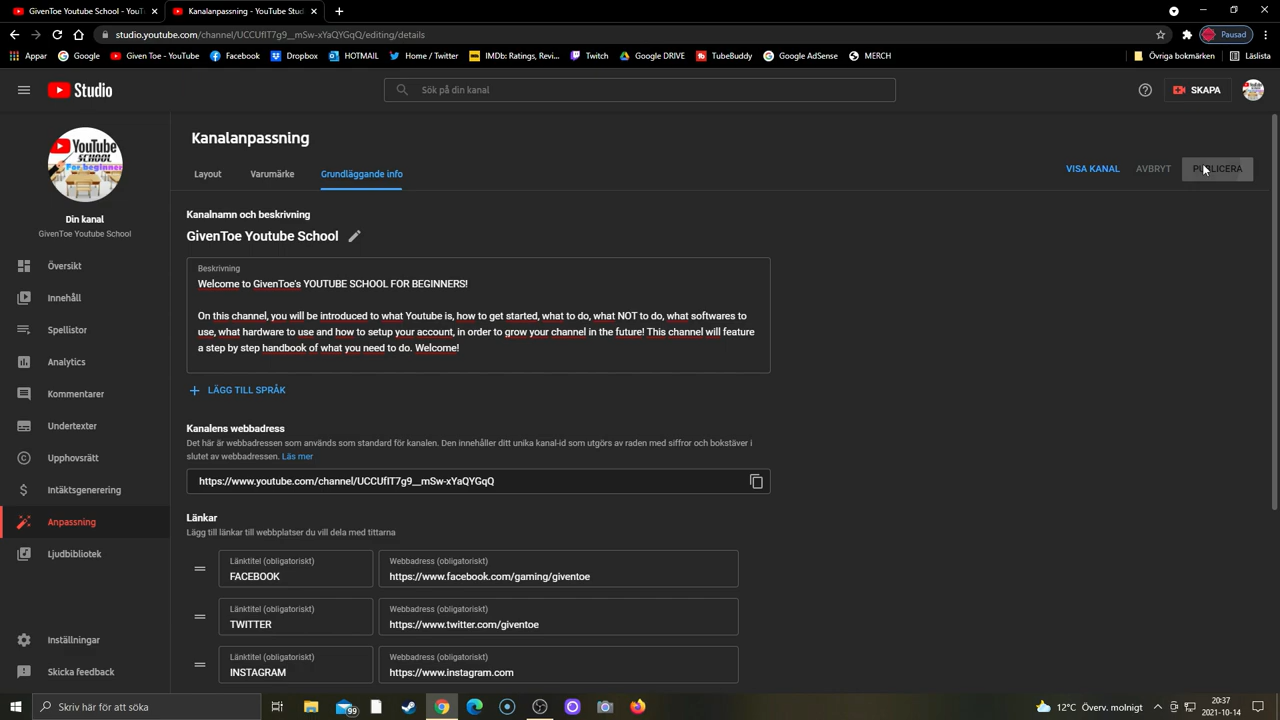 GivenToe YouTube School - YouTu
Kanalanpassning - YouTube Stud
studio.youtube.com/channel/UCCUfIT7g9__mSw-xYaQYGqQ/editing/details
Pausad
Appar
Google
Given Toe - YouTube
Facebook
Dropbox
HOTMAIL
Home / Twitter
IMDb: Ratings, Revi...
Twitch
Google DRIVE
TubeBuddy
Google AdSense
MERCH
Övriga bokmärken
Läslista
Studio
Sök på din kanal
SKAPA
YouTube
SCHOOL
For beginner
Din kanal
GivenToe Youtube School
Översikt
Innehåll
Spellistor
Analytics
Kommentarer
Undertexter
Upphovsrätt
Intäktsgenerering
Anpassning
Ljudbibliotek
Inställningar
Skicka feedback
Kanalanpassning
Layout
Varumärke
Grundläggande info
VISA KANAL
AVBRYT
PUBLICERA
Kanalnamn och beskrivning
GivenToe Youtube School
Beskrivning
Welcome to GivenToe's YOUTUBE SCHOOL FOR BEGINNERS!
On this channel, you will be introduced to what Youtube is, how to get started, what to do, what NOT to do, what softwares to
use, what hardware to use and how to setup your account, in order to grow your channel in the future! This channel will feature
a step by step handbook of what you need to do. Welcome!
LÄGG TILL SPRÅK
Kanalens webbadress
Det här är webbadressen som används som standard för kanalen. Den innehåller ditt unika kanal-id som utgörs av raden med siffror och bokstäver i
slutet av webbadressen. Läs mer
https://www.youtube.com/channel/UCCUfIT7g9__mSw-xYaQYGqQ
Länkar
Lägg till länkar till webbplatser du vill dela med tittarna
Länktitel (obligatoriskt)
FACEBOOK
Webbadress (obligatoriskt)
https://www.facebook.com/gaming/giventoe
Länktitel (obligatoriskt)
TWITTER
Webbadress (obligatoriskt)
https://www.twitter.com/giventoe
Länktitel (obligatoriskt)
INSTAGRAM
Webbadress (obligatoriskt)
https://www.instagram.com
Skriv här för att söka
99
12°C Överv. molnigt
20:37
2021-10-14